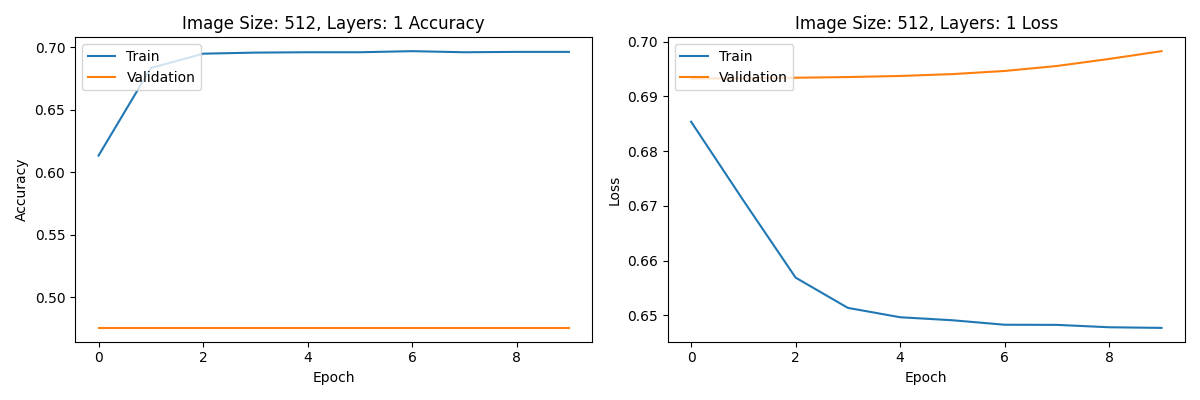 Image Size: 512, Layers: 1 Accuracy
Train
Validation
0.70
0.65
0.60
0.55
0.50
Accuracy
0 2 4 6 8
Epoch
Image Size: 512, Layers: 1 Loss
Train
Validation
0.70
0.69
0.68
0.67
0.66
0.65
Loss
0 2 4 6 8
Epoch